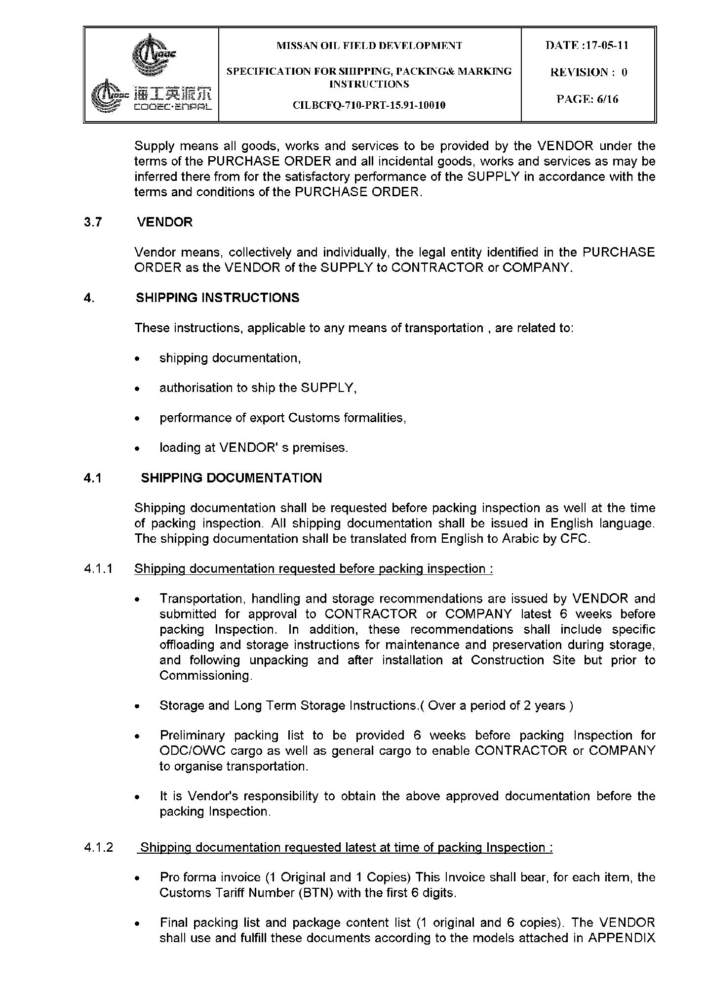 MISSAN OIL FIELD DEVELOPMENT
SPECIFICATION FOR SHIPPING, PACKING& MARKING
INSTRUCTIONS
CILBCFQ-710-PRT-15.91-10010
DATE :17-05-11
REVISION : 0
PAGE: 6/16
海工英派尔
COOEC·ENPAL
Supply means all goods, works and services to be provided by the VENDOR under the
terms of the PURCHASE ORDER and all incidental goods, works and services as may be
inferred there from for the satisfactory performance of the SUPPLY in accordance with the
terms and conditions of the PURCHASE ORDER.
3.7 VENDOR
Vendor means, collectively and individually, the legal entity identified in the PURCHASE
ORDER as the VENDOR of the SUPPLY to CONTRACTOR or COMPANY.
4. SHIPPING INSTRUCTIONS
These instructions, applicable to any means of transportation , are related to:
• shipping documentation,
• authorisation to ship the SUPPLY,
• performance of export Customs formalities,
• loading at VENDOR' s premises.
4.1 SHIPPING DOCUMENTATION
Shipping documentation shall be requested before packing inspection as well at the time
of packing inspection. All shipping documentation shall be issued in English language.
The shipping documentation shall be translated from English to Arabic by CFC.
4.1.1 Shipping documentation requested before packing inspection :
• Transportation, handling and storage recommendations are issued by VENDOR and
submitted for approval to CONTRACTOR or COMPANY latest 6 weeks before
packing Inspection. In addition, these recommendations shall include specific
offloading and storage instructions for maintenance and preservation during storage,
and following unpacking and after installation at Construction Site but prior to
Commissioning.
• Storage and Long Term Storage Instructions.( Over a period of 2 years )
• Preliminary packing list to be provided 6 weeks before packing Inspection for
ODC/OWC cargo as well as general cargo to enable CONTRACTOR or COMPANY
to organise transportation.
• It is Vendor's responsibility to obtain the above approved documentation before the
packing Inspection.
4.1.2 Shipping documentation requested latest at time of packing Inspection :
• Pro forma invoice (1 Original and 1 Copies) This Invoice shall bear, for each item, the
Customs Tariff Number (BTN) with the first 6 digits.
• Final packing list and package content list (1 original and 6 copies). The VENDOR
shall use and fulfill these documents according to the models attached in APPENDIX